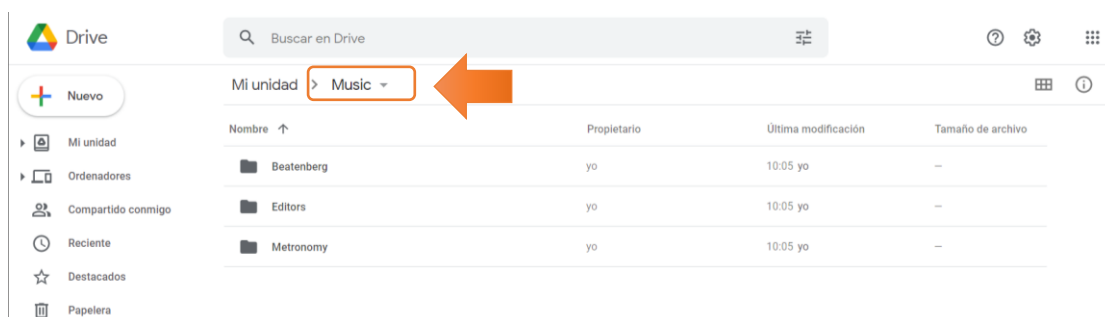 Drive
Buscar en Drive
Nuevo
Mi unidad > Music
Nombre ↑ Propietario Última modificación Tamaño de archivo
Mi unidad
Beatenberg yo 10:05 yo —
Ordenadores
Editors yo 10:05 yo —
Compartido conmigo
Reciente
Metronomy yo 10:05 yo —
Destacados
Papelera